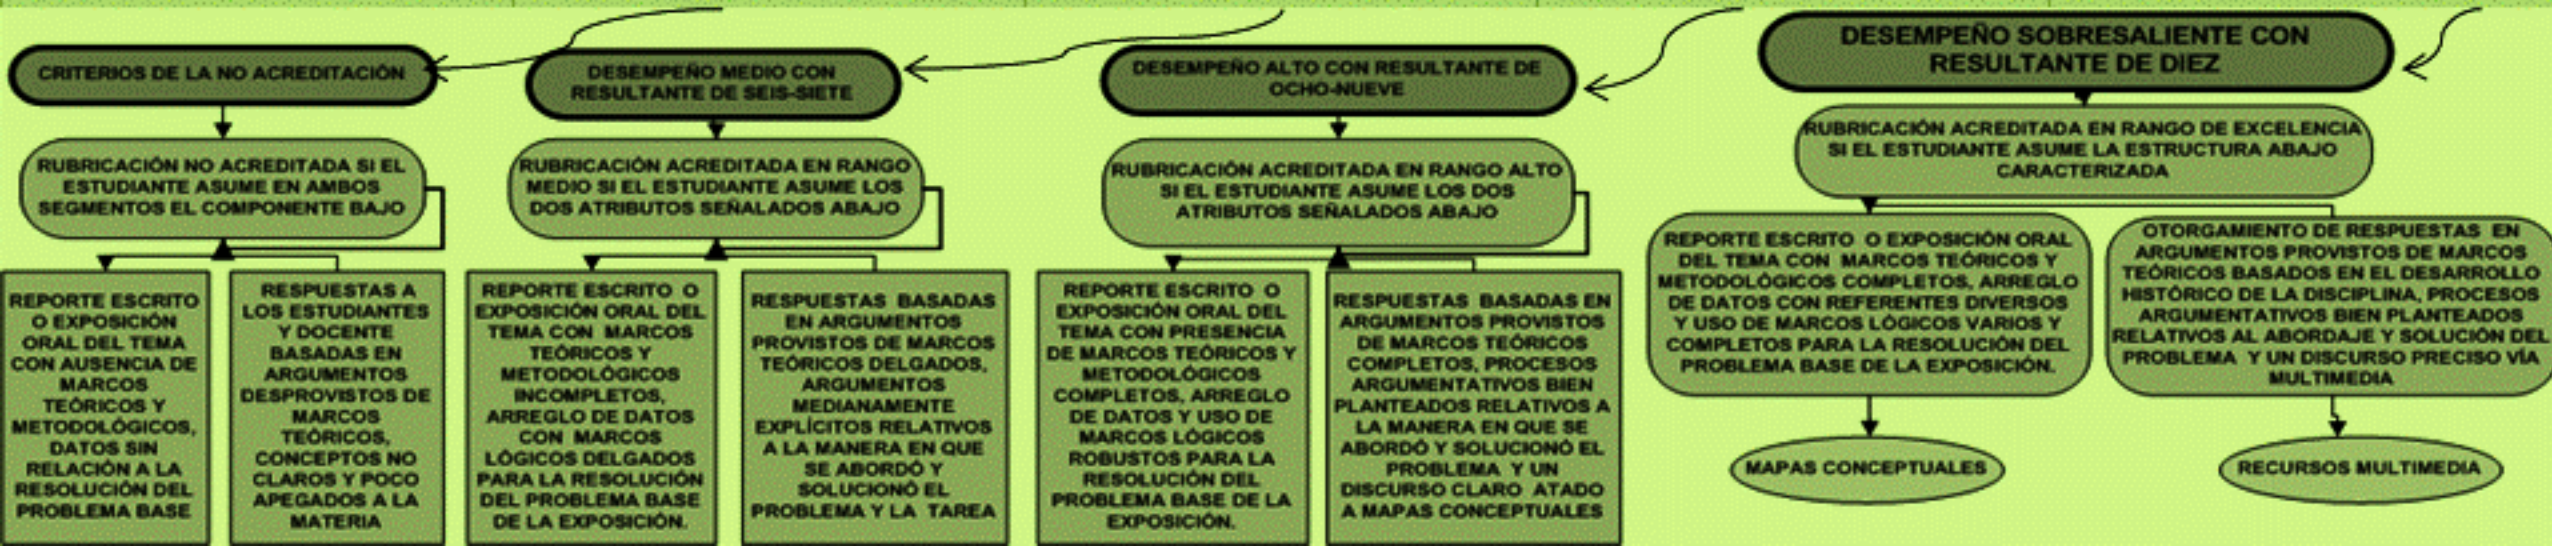 CRITERIOS DE LA NO ACREDITACIÓN
RUBRICACIÓN NO ACREDITADA SI EL
ESTUDIANTE ASUME EN AMBOS
SEGMENTOS EL COMPONENTE BAJO
REPORTE ESCRITO
O EXPOSICIÓN
ORAL DEL TEMA
CON AUSENCIA DE
MARCOS
TEÓRICOS Y
METODOLÓGICOS,
DATOS SIN
RELACIÓN A LA
RESOLUCIÓN DEL
PROBLEMA BASE
RESPUESTAS A
LOS ESTUDIANTES
Y DOCENTE
BASADAS EN
ARGUMENTOS
DESPROVISTOS DE
MARCOS
TEÓRICOS,
CONCEPTOS NO
CLAROS Y POCO
APEGADOS A LA
MATERIA
DESEMPEÑO MEDIO CON
RESULTANTE DE SEIS-SIETE
RUBRICACIÓN ACREDITADA EN RANGO
MEDIO SI EL ESTUDIANTE ASUME LOS
DOS ATRIBUTOS SEÑALADOS ABAJO
REPORTE ESCRITO O
EXPOSICIÓN ORAL DEL
TEMA CON MARCOS
TEÓRICOS Y
METODOLÓGICOS
INCOMPLETOS,
ARREGLO DE DATOS
CON MARCOS
LÓGICOS DELGADOS
PARA LA RESOLUCIÓN
DEL PROBLEMA BASE
DE LA EXPOSICIÓN.
RESPUESTAS BASADAS
EN ARGUMENTOS
PROVISTOS DE MARCOS
TEÓRICOS DELGADOS,
ARGUMENTOS
MEDIANAMENTE
EXPLÍCITOS RELATIVOS
A LA MANERA EN QUE
SE ABORDÓ Y
SOLUCIONÓ EL
PROBLEMA Y LA TAREA
DESEMPEÑO ALTO CON RESULTANTE DE
OCHO-NUEVE
RUBRICACIÓN ACREDITADA EN RANGO ALTO
SI EL ESTUDIANTE ASUME LOS DOS
ATRIBUTOS SEÑALADOS ABAJO
REPORTE ESCRITO O
EXPOSICIÓN ORAL DEL
TEMA CON PRESENCIA
DE MARCOS TEÓRICOS Y
METODOLÓGICOS
COMPLETOS, ARREGLO
DE DATOS Y USO DE
MARCOS LÓGICOS
ROBUSTOS PARA LA
RESOLUCIÓN DEL
PROBLEMA BASE DE LA
EXPOSICIÓN.
RESPUESTAS BASADAS EN
ARGUMENTOS PROVISTOS
DE MARCOS TEÓRICOS
COMPLETOS, PROCESOS
ARGUMENTATIVOS BIEN
PLANTEADOS RELATIVOS A
LA MANERA EN QUE SE
ABORDÓ Y SOLUCIONÓ EL
PROBLEMA Y UN
DISCURSO CLARO ATADO
A MAPAS CONCEPTUALES
DESEMPEÑO SOBRESALIENTE CON
RESULTANTE DE DIEZ
RUBRICACIÓN ACREDITADA EN RANGO DE EXCELENCIA
SI EL ESTUDIANTE ASUME LA ESTRUCTURA ABAJO
CARACTERIZADA
REPORTE ESCRITO O EXPOSICIÓN ORAL
DEL TEMA CON MARCOS TEÓRICOS Y
METODOLÓGICOS COMPLETOS, ARREGLO
DE DATOS CON REFERENTES DIVERSOS
Y USO DE MARCOS LÓGICOS VARIOS Y
COMPLETOS PARA LA RESOLUCIÓN DEL
PROBLEMA BASE DE LA EXPOSICIÓN.
MAPAS CONCEPTUALES
OTORGAMIENTO DE RESPUESTAS EN
ARGUMENTOS PROVISTOS DE MARCOS
TEÓRICOS BASADOS EN EL DESARROLLO
HISTÓRICO DE LA DISCIPLINA, PROCESOS
ARGUMENTATIVOS BIEN PLANTEADOS
RELATIVOS AL ABORDAJE Y SOLUCIÓN DEL
PROBLEMA Y UN DISCURSO PRECISO VÍA
MULTIMEDIA
RECURSOS MULTIMEDIA